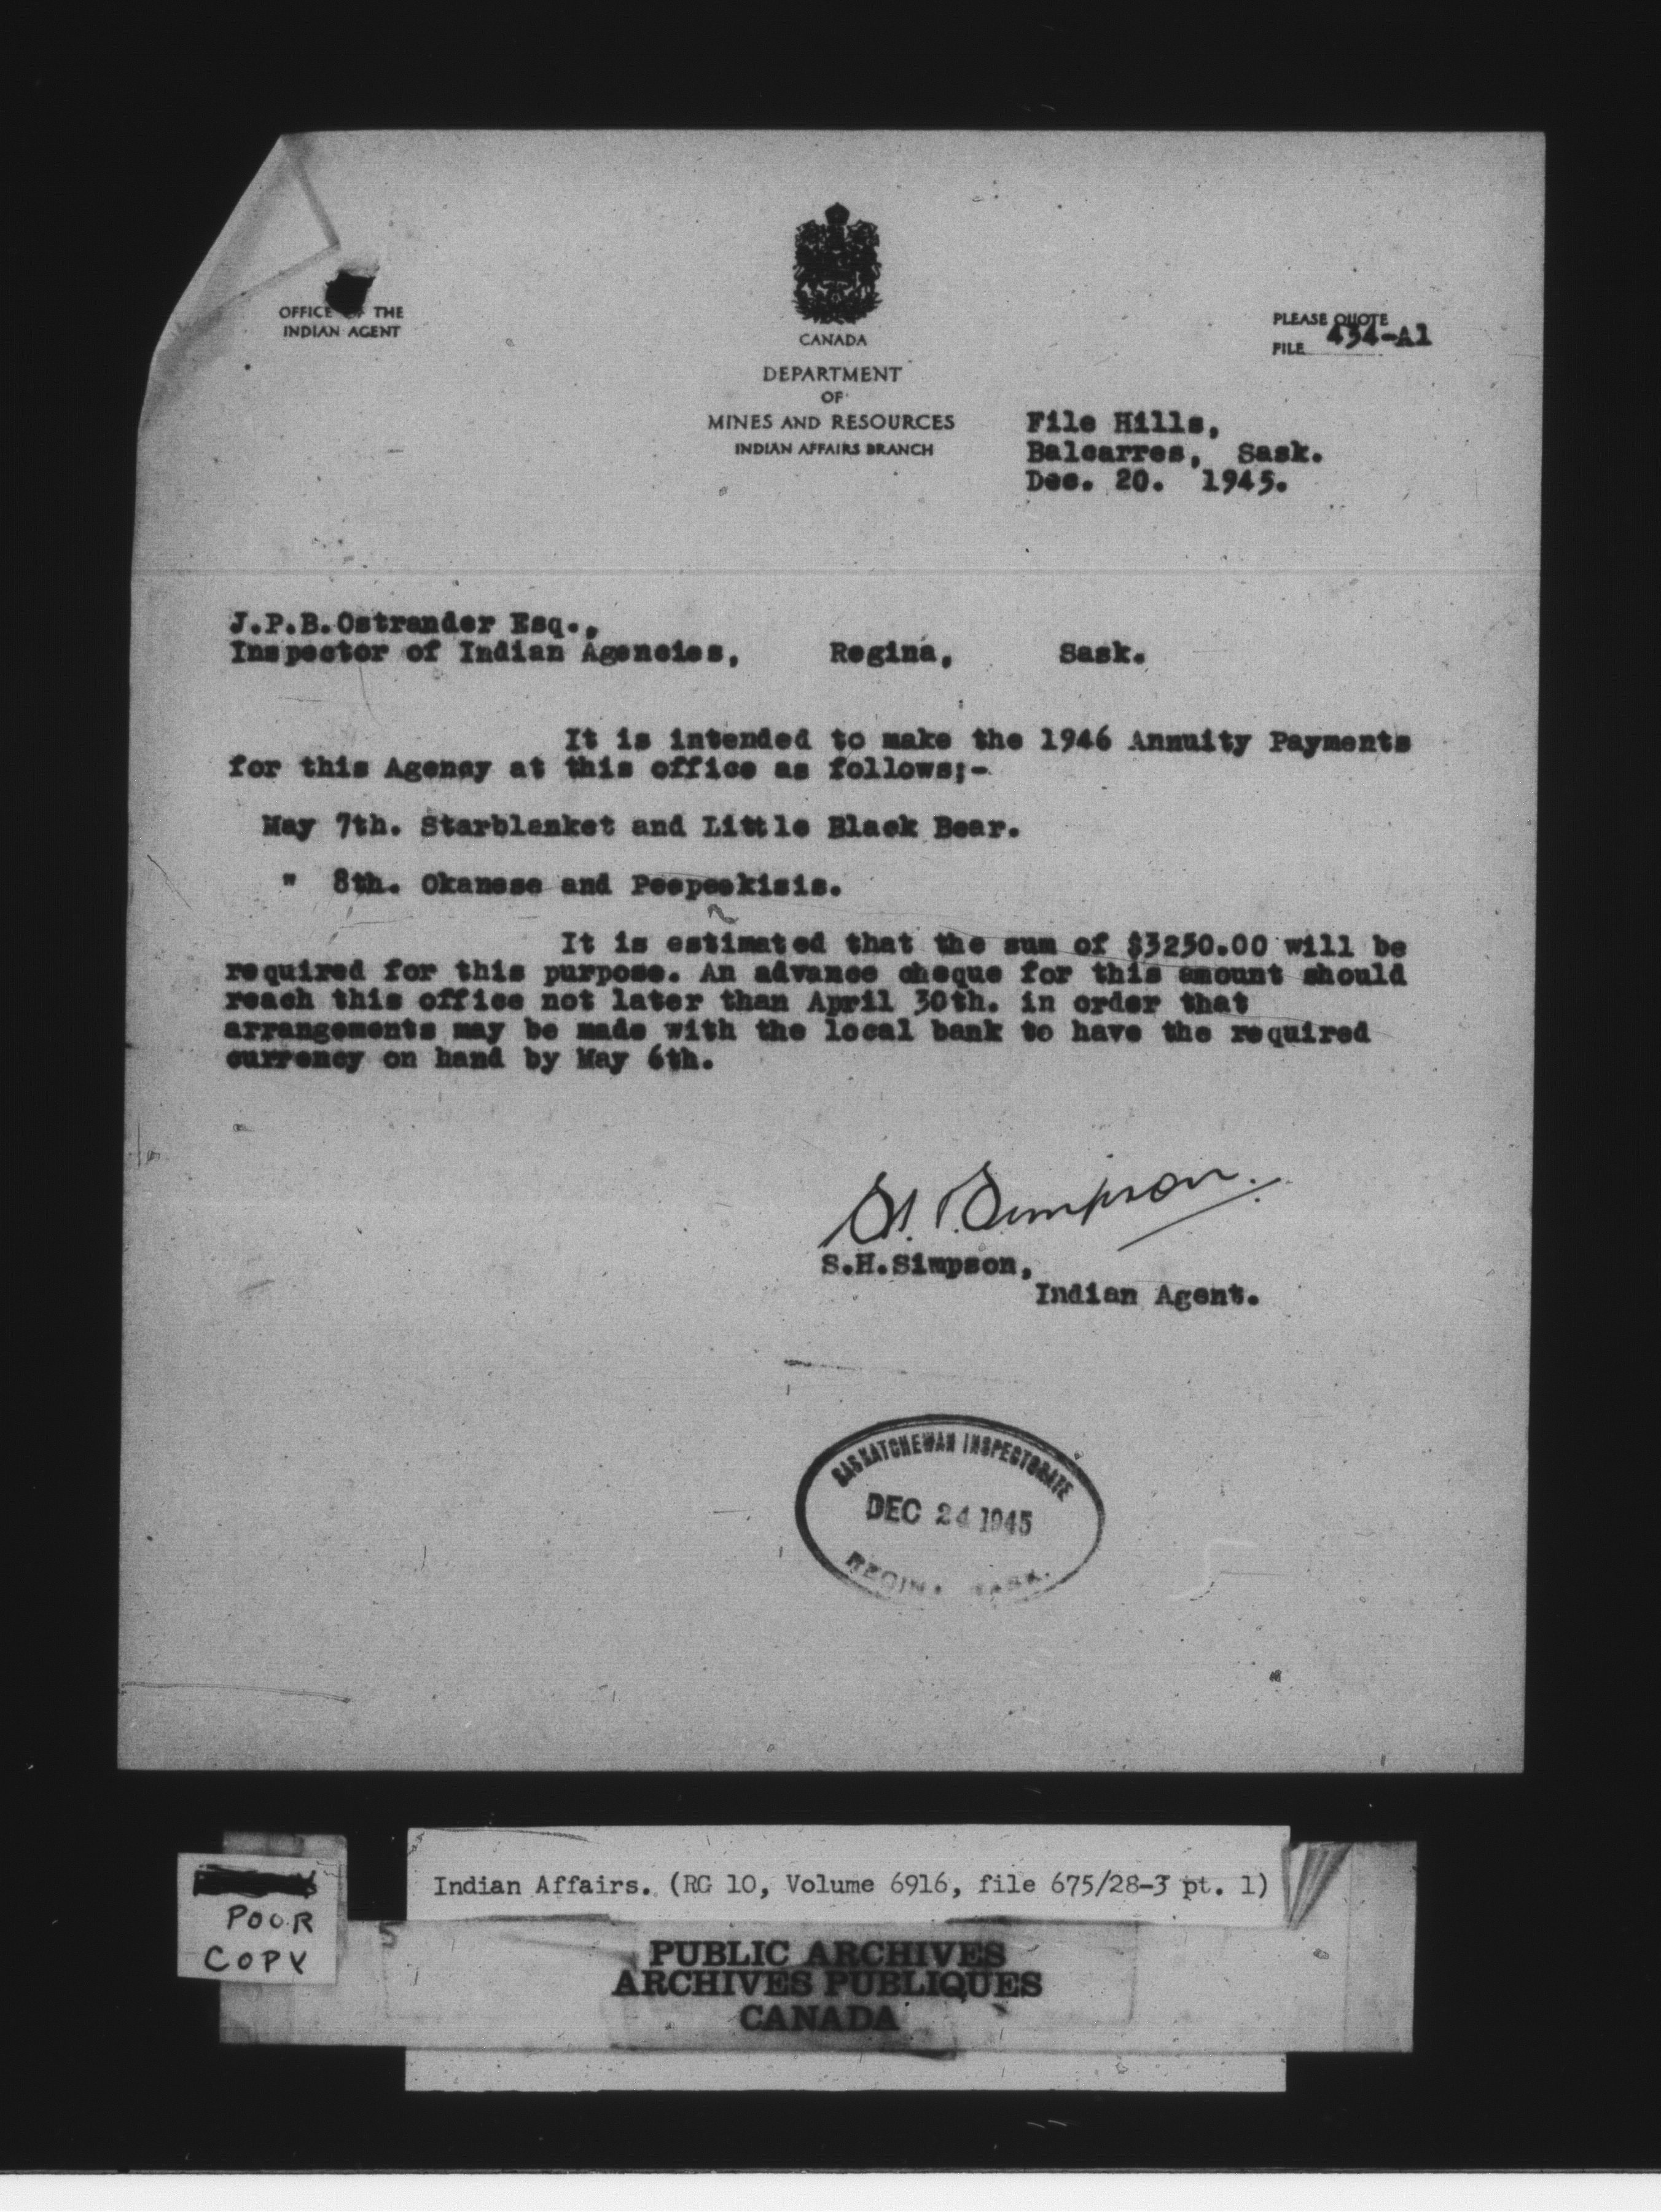 OFFICE OF THE
INDIAN AGENT
CANADA
DEPARTMENT
OF
MINES AND RESOURCES
INDIAN AFFAIRS BRANCH
PLEASE QUOTE
FILE 434-A1
File Hills,
Balcarres, Sask.
Dec. 20. 1945.
J.P.B.Ostrander Esq.,
Inspector of Indian Agencies, Regina, Sask.
It is intended to make the 1946 Annuity Payments
for this Agency at this office as follows;-
May 7th. Starblanket and Little Black Bear.
" 8th. Okanese and Peepeekisis.
It is estimated that the sum of $3250.00 will be
required for this purpose. An advance cheque for this amount should
reach this office not later than April 30th. in order that
arrangements may be made with the local bank to have the required
currency on hand by May 6th.
S.H. Simpson.
S.H.Simpson,
Indian Agent.
SASKATCHEWAN INSPECTORATE
DEC 24 1945
REGINA SASK.
Indian Affairs. (RG 10, Volume 6916, file 675/28-3 pt. 1)
POOR
COPY
5
PUBLIC ARCHIVES
ARCHIVES PUBLIQUES
CANADA